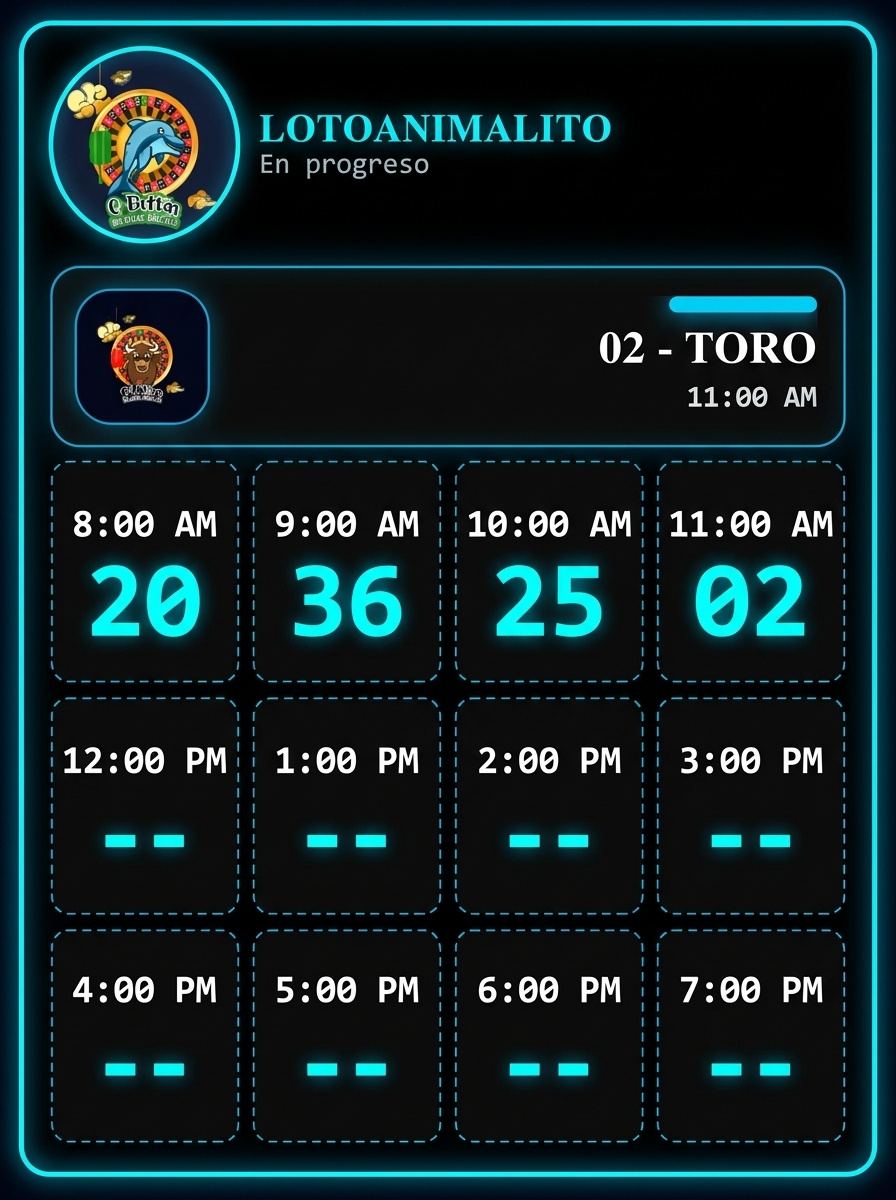 LOTOANIMALITO
En progreso
02 - TORO
11:00 AM
8:00 AM 9:00 AM 10:00 AM 11:00 AM
20 36 25 02
12:00 PM 1:00 PM 2:00 PM 3:00 PM
-- -- -- --
4:00 PM 5:00 PM 6:00 PM 7:00 PM
-- -- -- --